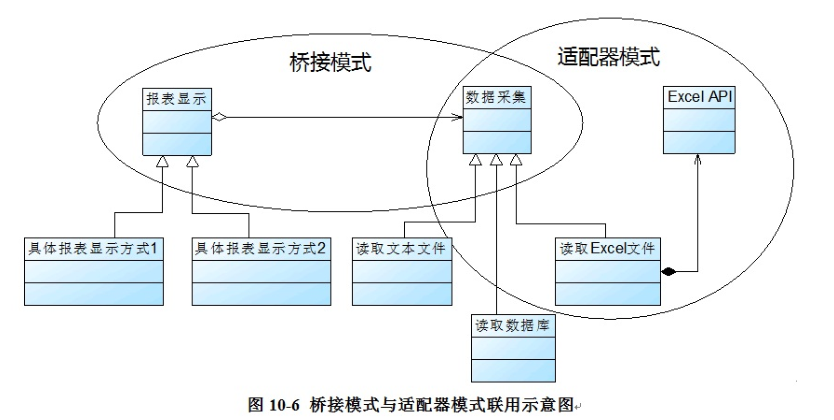 桥接模式
适配器模式
报表显示
数据采集
Excel API
具体报表显示方式1
具体报表显示方式2
读取文本文件
读取Excel文件
读取数据库
图 10-6 桥接模式与适配器模式联用示意图